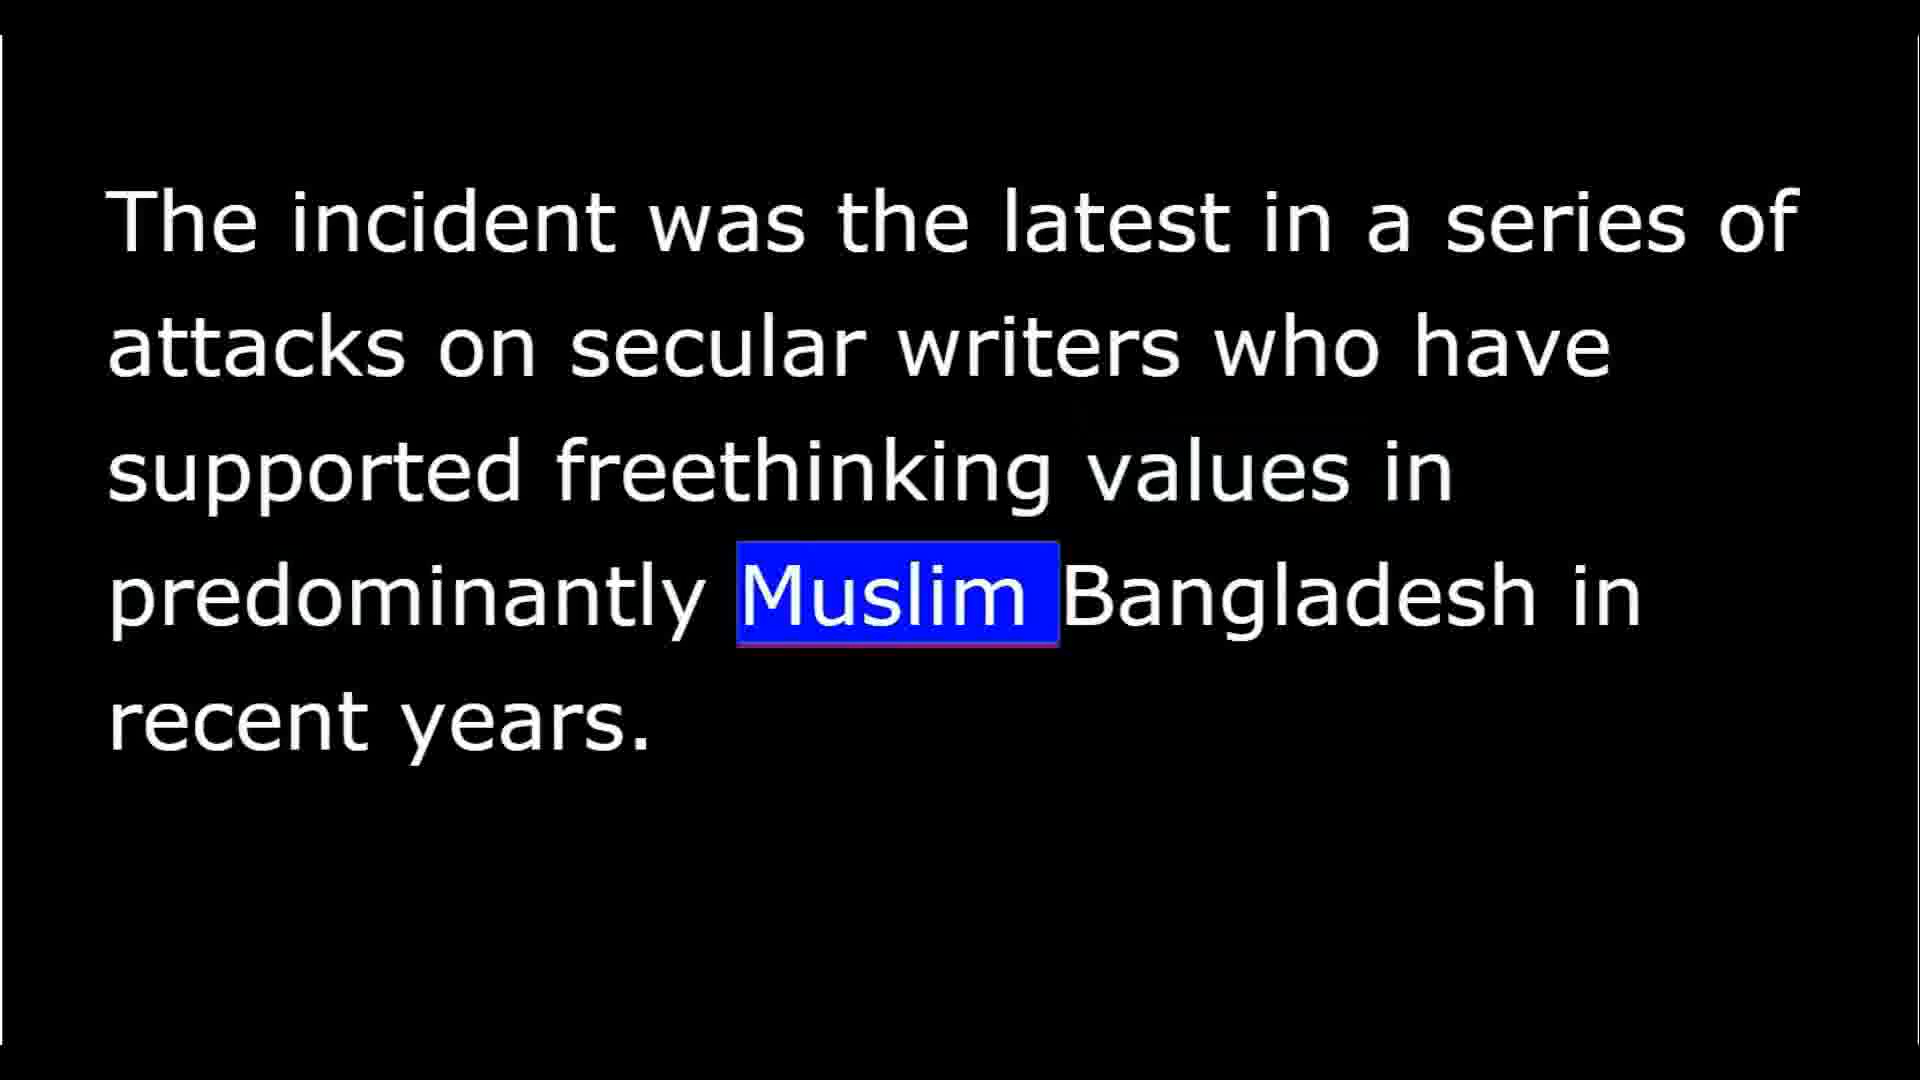 The incident was the latest in a series of
attacks on secular writers who have
supported freethinking values in
predominantly Muslim Bangladesh in
recent years.